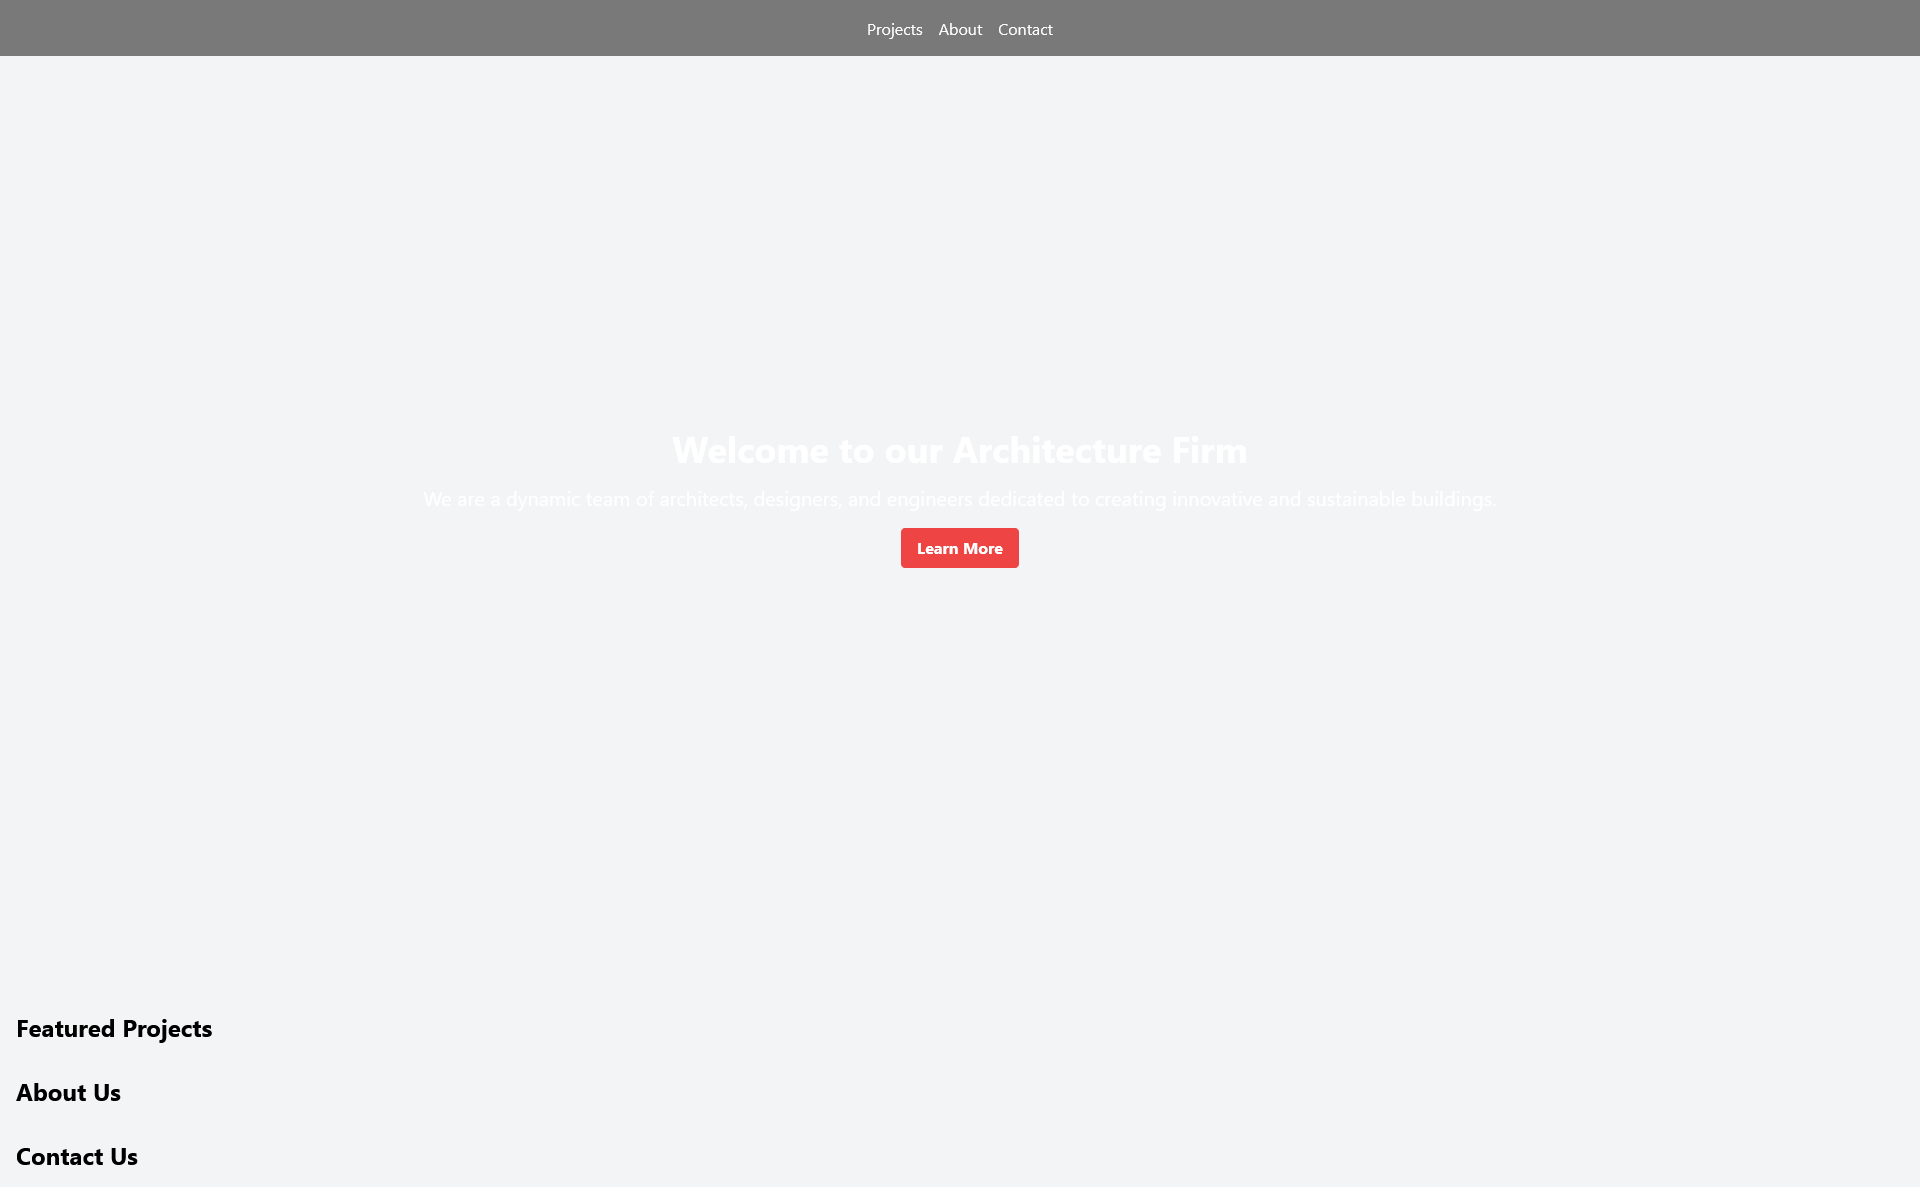 Projects About Contact
Welcome to our Architecture Firm
We are a dynamic team of architects, designers, and engineers dedicated to creating innovative and sustainable buildings.
Learn More
Featured Projects
About Us
Contact Us